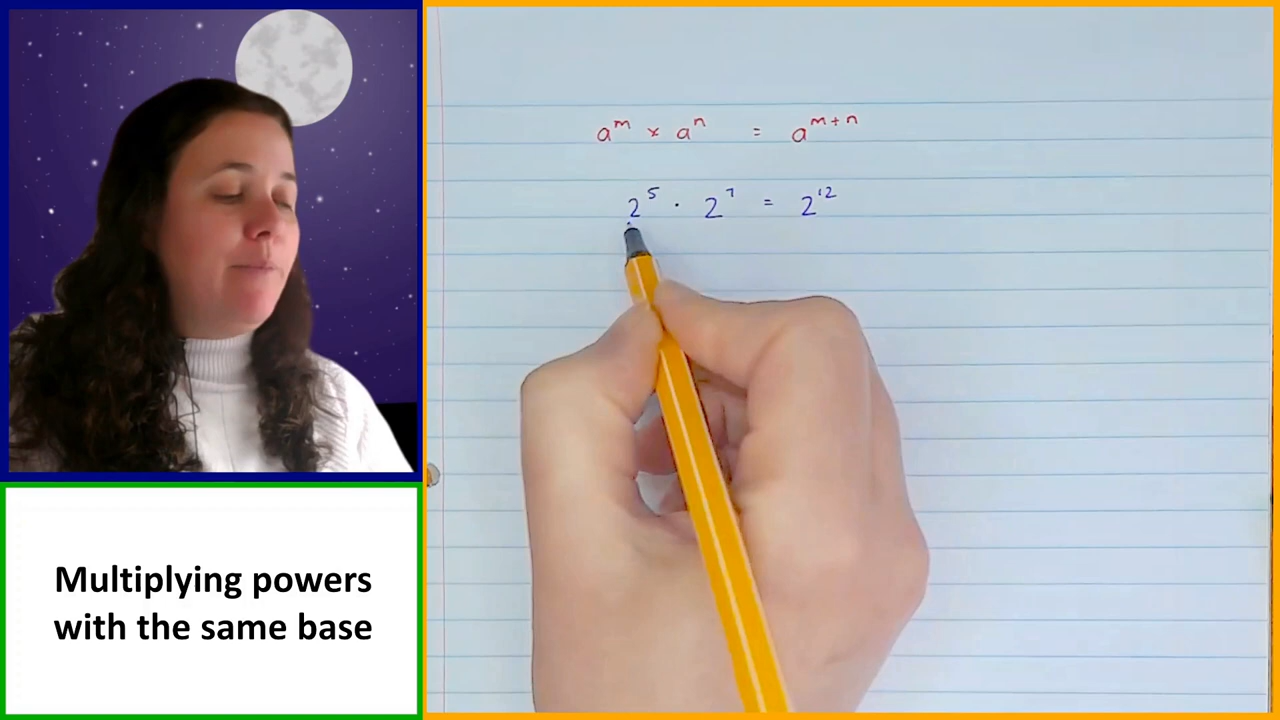 a^m × a^n = a^{m+n}
2^5 · 2^7 = 2^{12}
Multiplying powers
with the same base